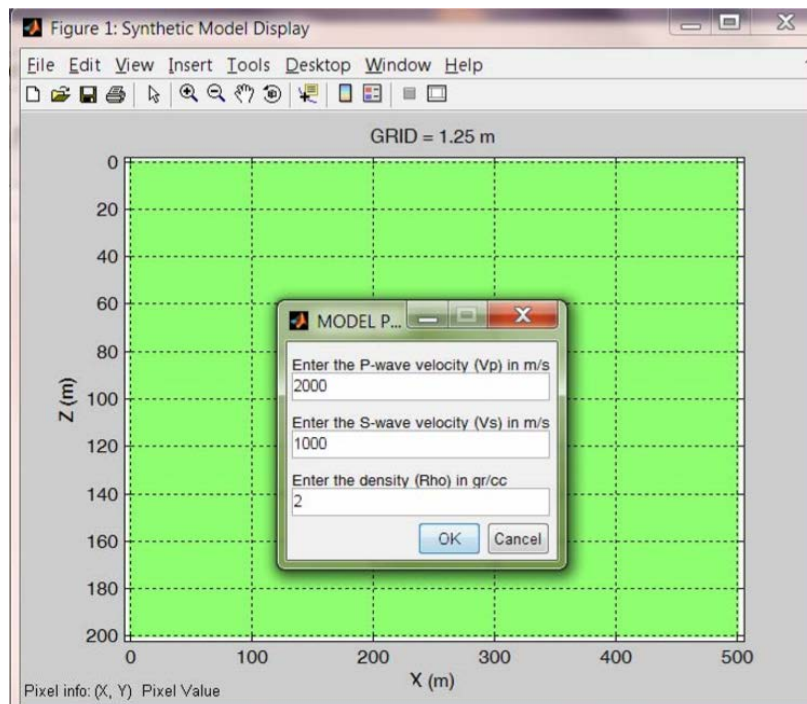 Figure 1: Synthetic Model Display
File Edit View Insert Tools Desktop Window Help
GRID = 1.25 m
0
20
40
60
80
100
120
140
160
180
200
Z (m)
MODEL P...
Enter the P-wave velocity (Vp) in m/s
2000
Enter the S-wave velocity (Vs) in m/s
1000
Enter the density (Rho) in gr/cc
2
OK Cancel
0 100 200 300 400 500
X (m)
Pixel info: (X, Y) Pixel Value